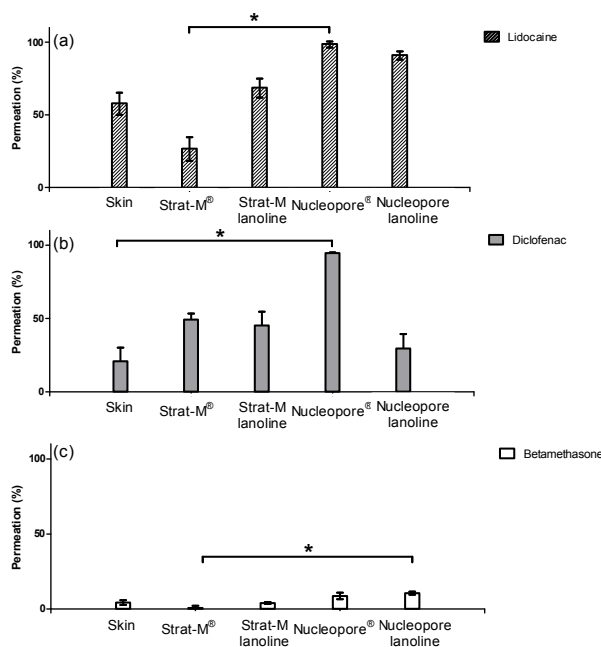 (a)
*
Lidocaine
Permeation (%)
100
50
0
Skin
Strat-M®
Strat-M
lanoline
Nucleopore®
Nucleopore
lanoline
(b)
*
Diclofenac
Permeation (%)
100
50
0
Skin
Strat-M®
Strat-M
lanoline
Nucleopore®
Nucleopore
lanoline
(c)
*
Betamethasone
Permeation (%)
100
50
0
Skin
Strat-M®
Strat-M
lanoline
Nucleopore®
Nucleopore
lanoline